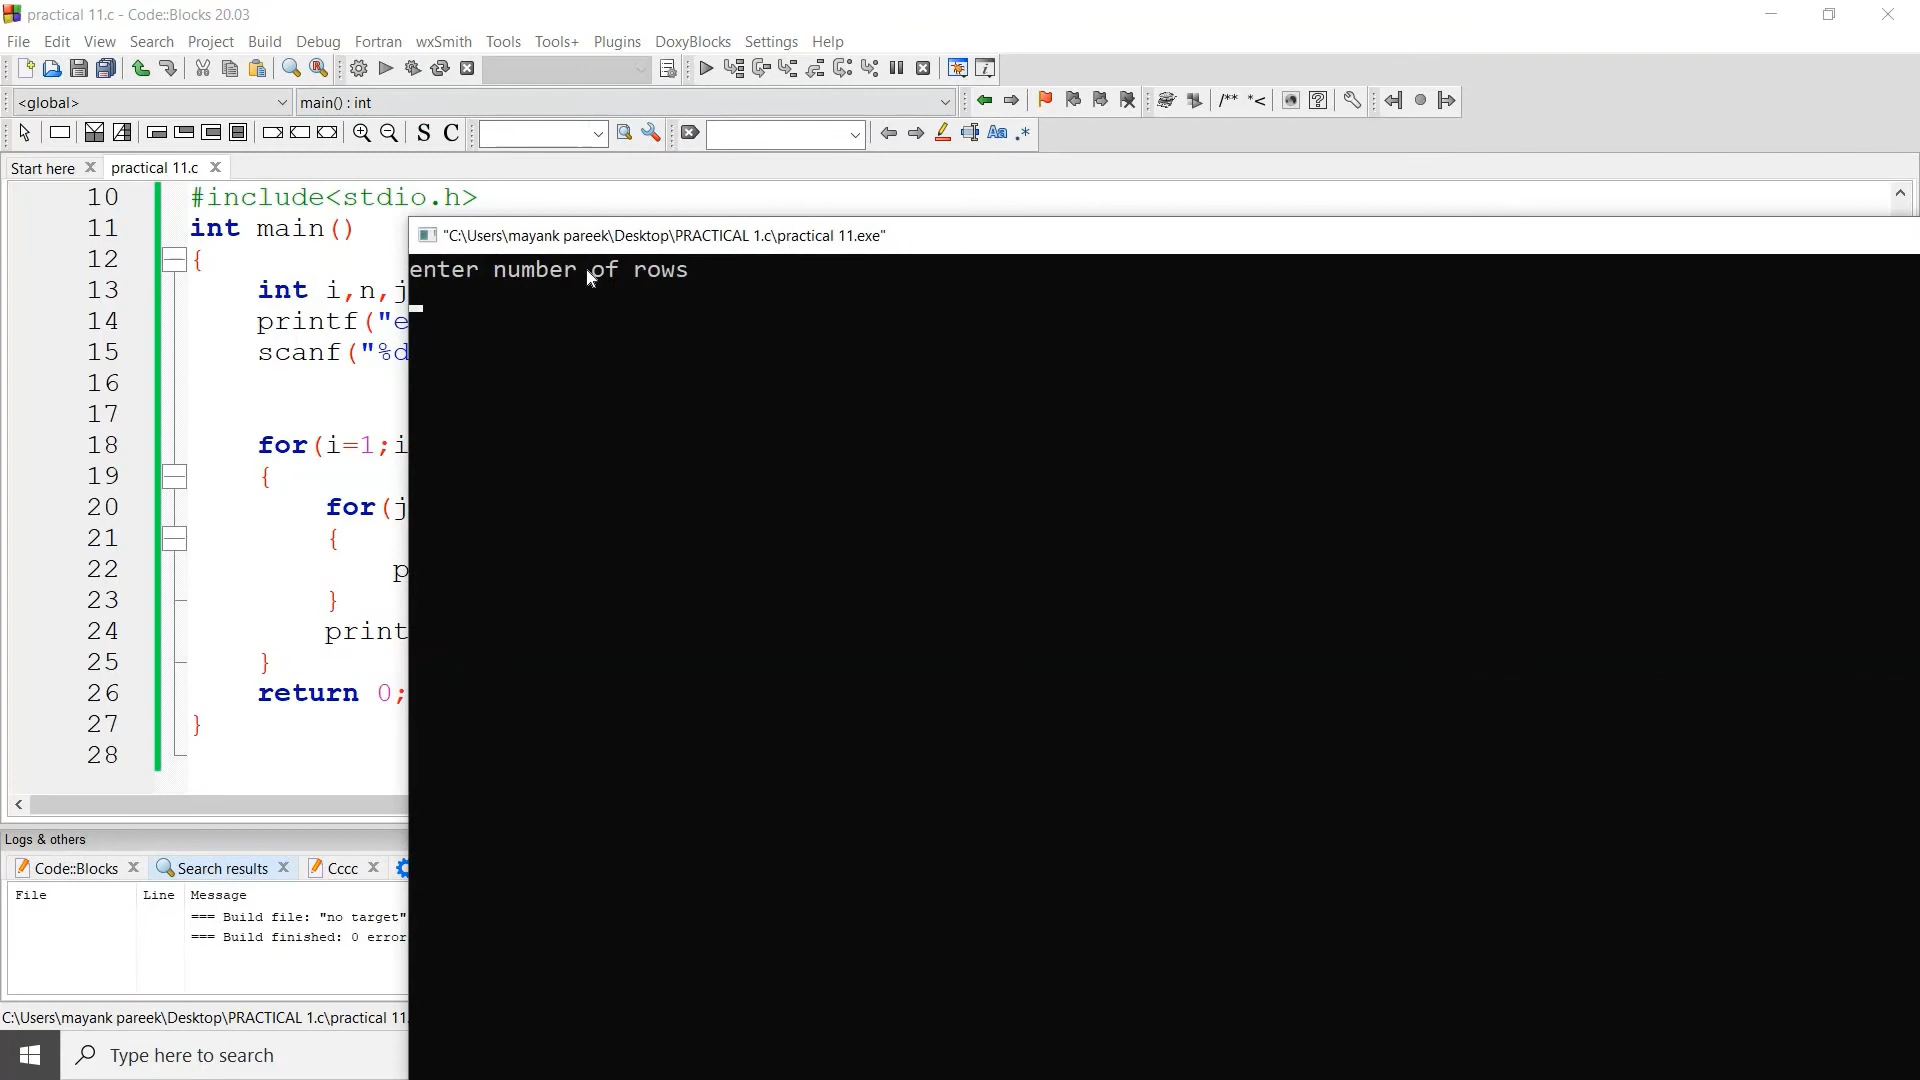 practical 11.c - Code::Blocks 20.03
File Edit View Search Project Build Debug Fortran wxSmith Tools Tools+ Plugins DoxyBlocks Settings Help
<global> main() : int
/** *<
S C Aa .*
Start here practical 11.c
10 #include<stdio.h>
11 int main()
12 {
13 int i,n,j
14 printf("e
15 scanf("%d
16
17
18 for(i=1;i
19 {
20 for(j
21 {
22 p
23 }
24 print
25 }
26 return 0;
27 }
28
"C:\Users\mayank pareek\Desktop\PRACTICAL 1.c\practical 11.exe"
enter number of rows
Logs & others
Code::Blocks Search results Cccc
File Line Message
=== Build file: "no target"
=== Build finished: 0 error
C:\Users\mayank pareek\Desktop\PRACTICAL 1.c\practical 11.
Type here to search